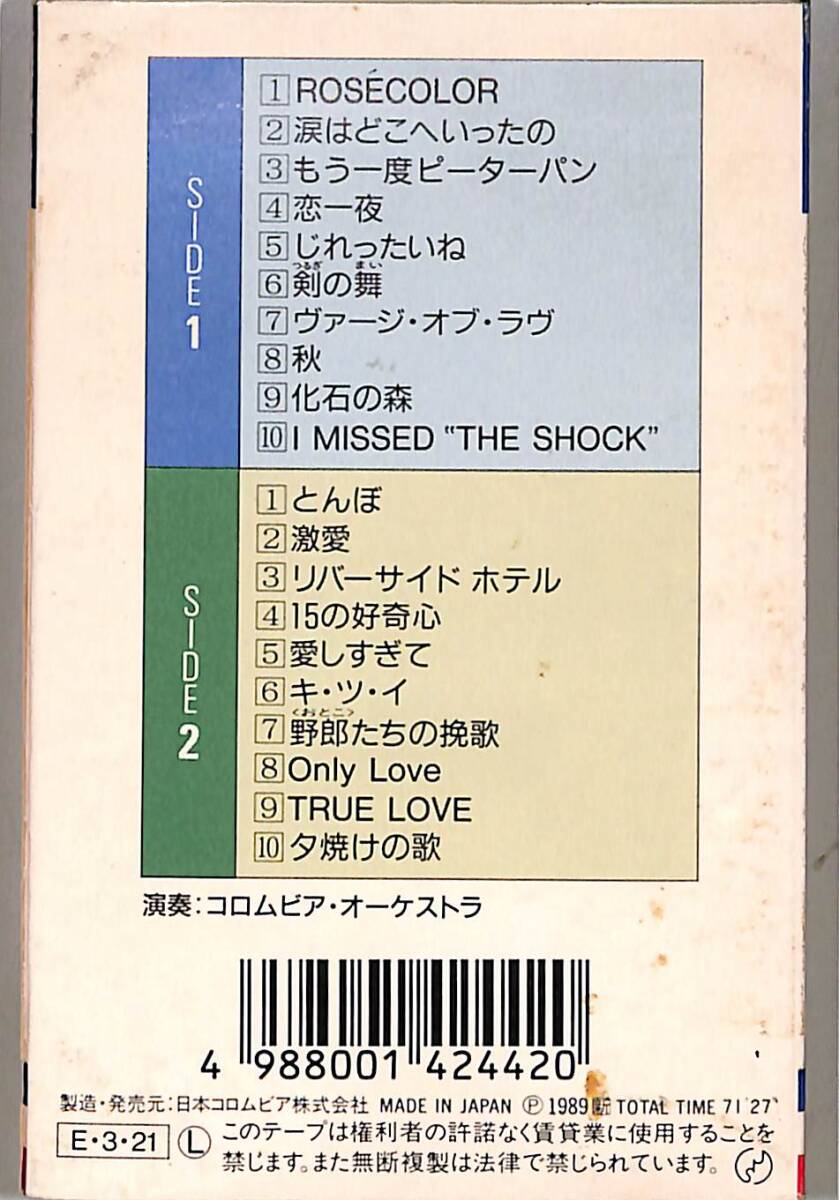 SIDE 1
1 ROSÉCOLOR
2 涙はどこへいったの
3 もう一度ピーターパン
4 恋一夜
5 じれったいね
つるぎ まい
6 剣の舞
7 ヴァージ・オブ・ラヴ
8 秋
9 化石の森
10 I MISSED "THE SHOCK"
SIDE 2
1 とんぼ
2 激愛
3 リバーサイド ホテル
4 15の好奇心
5 愛しすぎて
6 キ・ツ・イ
<おとこ>
7 野郎たちの挽歌
8 Only Love
9 TRUE LOVE
10 夕焼けの歌
演奏:コロムビア・オーケストラ
4 988001 424420
製造・発売元:日本コロムビア株式会社 MADE IN JAPAN Ⓟ 1989 TOTAL TIME 71'27"
E・3・21 Ⓛ このテープは権利者の許諾なく賃貸業に使用することを
禁じます。また無断複製は法律で禁じられています。